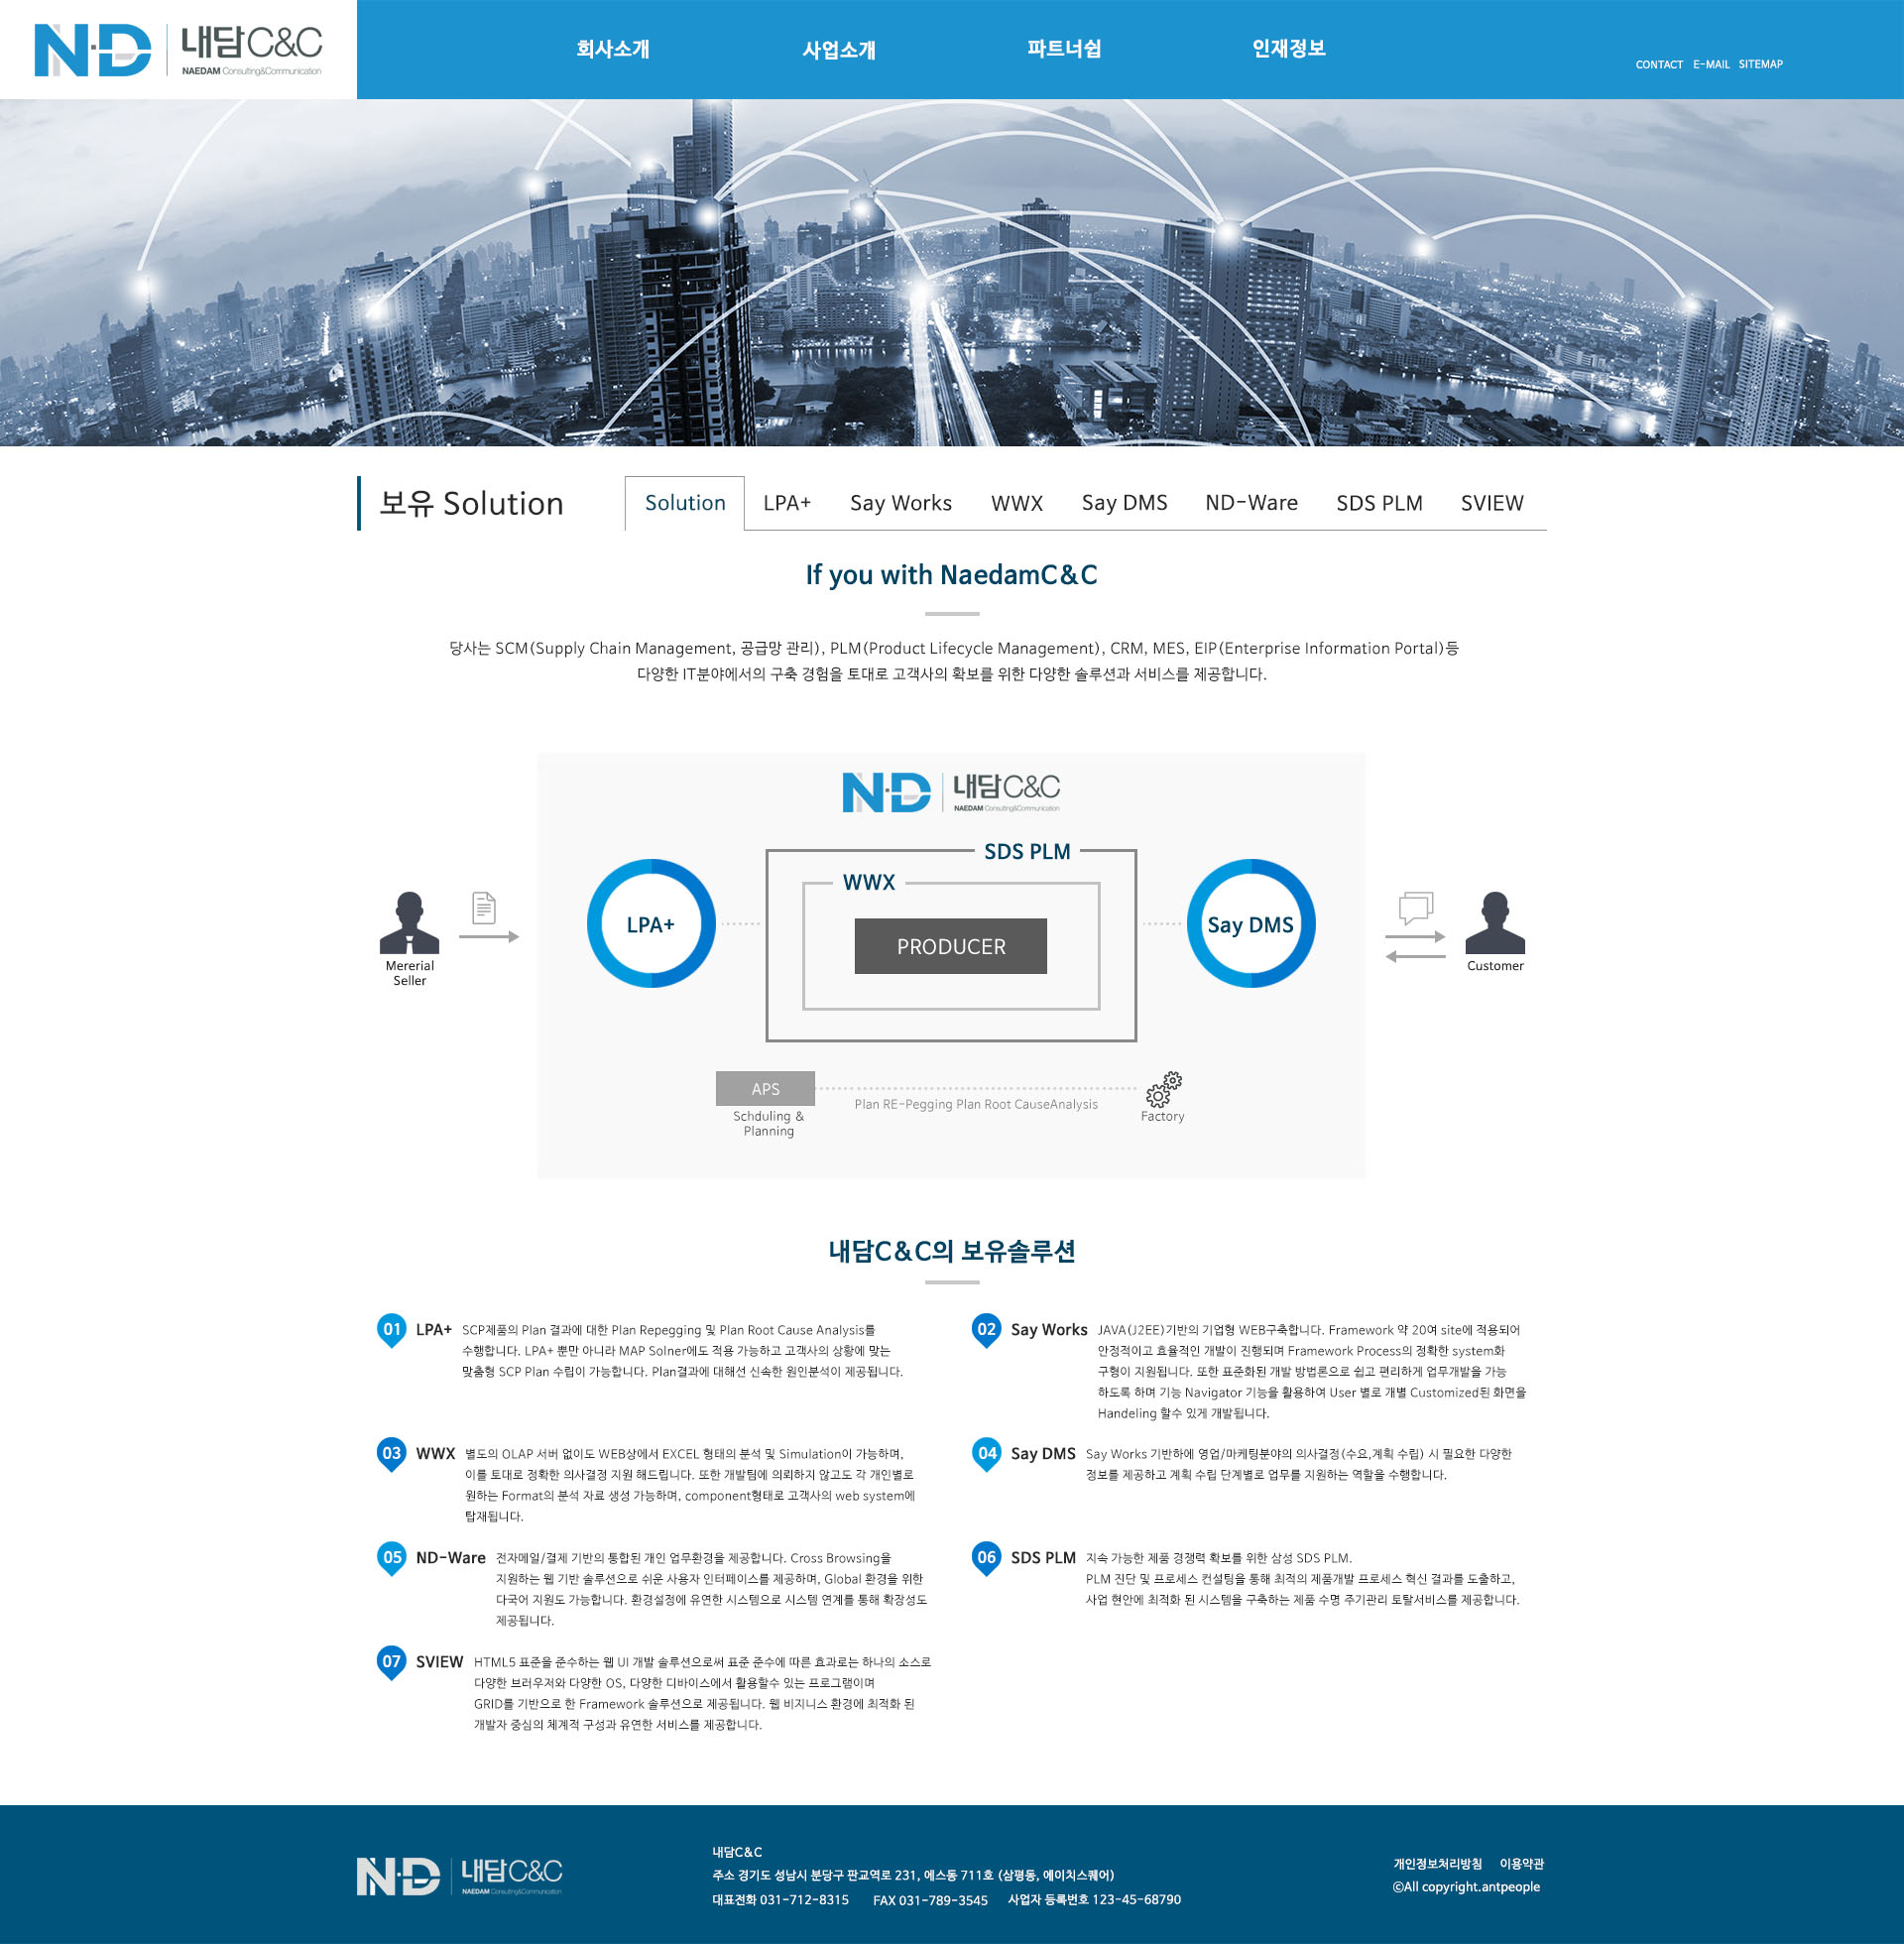 N·D 내담C&C
NAEDAM Consulting&Communication
회사소개 사업소개 파트너쉽 인재정보
CONTACT E-MAIL SITEMAP
보유 Solution
Solution LPA+ Say Works WWX Say DMS ND-Ware SDS PLM SVIEW
If you with NaedamC&C
당사는 SCM(Supply Chain Management, 공급망 관리), PLM(Product Lifecycle Management), CRM, MES, EIP(Enterprise Information Portal)등
다양한 IT분야에서의 구축 경험을 토대로 고객사의 확보를 위한 다양한 솔루션과 서비스를 제공합니다.
N·D 내담C&C
NAEDAM Consulting&Communication
SDS PLM
WWX
LPA+
PRODUCER
Say DMS
Mererial
Seller
Customer
APS
Schduling &
Planning
Plan RE-Pegging Plan Root CauseAnalysis
Factory
내담C&C의 보유솔루션
01 LPA+ SCP제품의 Plan 결과에 대한 Plan Repegging 및 Plan Root Cause Analysis를
수행합니다. LPA+ 뿐만 아니라 MAP Solner에도 적용 가능하고 고객사의 상황에 맞는
맞춤형 SCP Plan 수립이 가능합니다. Plan결과에 대해선 신속한 원인분석이 제공됩니다.
02 Say Works JAVA(J2EE)기반의 기업형 WEB구축합니다. Framework 약 20여 site에 적용되어
안정적이고 효율적인 개발이 진행되며 Framework Process의 정확한 system화
구형이 지원됩니다. 또한 표준화된 개발 방법론으로 쉽고 편리하게 업무개발을 가능
하도록 하며 기능 Navigator 기능을 활용하여 User 별로 개별 Customized된 화면을
Handeling 할수 있게 개발됩니다.
03 WWX 별도의 OLAP 서버 없이도 WEB상에서 EXCEL 형태의 분석 및 Simulation이 가능하며,
이를 토대로 정확한 의사결정 지원 해드립니다. 또한 개발팀에 의뢰하지 않고도 각 개인별로
원하는 Format의 분석 자료 생성 가능하며, component형태로 고객사의 web system에
탑재됩니다.
04 Say DMS Say Works 기반하에 영업/마케팅분야의 의사결정(수요,계획 수립) 시 필요한 다양한
정보를 제공하고 계획 수립 단계별로 업무를 지원하는 역할을 수행합니다.
05 ND-Ware 전자메일/결제 기반의 통합된 개인 업무환경을 제공합니다. Cross Browsing을
지원하는 웹 기반 솔루션으로 쉬운 사용자 인터페이스를 제공하며, Global 환경을 위한
다국어 지원도 가능합니다. 환경설정에 유연한 시스템으로 시스템 연계를 통해 확장성도
제공됩니다.
06 SDS PLM 지속 가능한 제품 경쟁력 확보를 위한 삼성 SDS PLM.
PLM 진단 및 프로세스 컨설팅을 통해 최적의 제품개발 프로세스 혁신 결과를 도출하고,
사업 현안에 최적화 된 시스템을 구축하는 제품 수명 주기관리 토탈서비스를 제공합니다.
07 SVIEW HTML5 표준을 준수하는 웹 UI 개발 솔루션으로써 표준 준수에 따른 효과로는 하나의 소스로
다양한 브러우저와 다양한 OS, 다양한 디바이스에서 활용할수 있는 프로그램이며
GRID를 기반으로 한 Framework 솔루션으로 제공됩니다. 웹 비지니스 환경에 최적화 된
개발자 중심의 체계적 구성과 유연한 서비스를 제공합니다.
N·D 내담C&C
NAEDAM Consulting&Communication
내담C&C
주소 경기도 성남시 분당구 판교역로 231, 에스동 711호 (삼평동, 에이치스퀘어)
대표전화 031-712-8315 FAX 031-789-3545 사업자 등록번호 123-45-68790
개인정보처리방침 이용약관
©All copyright.antpeople